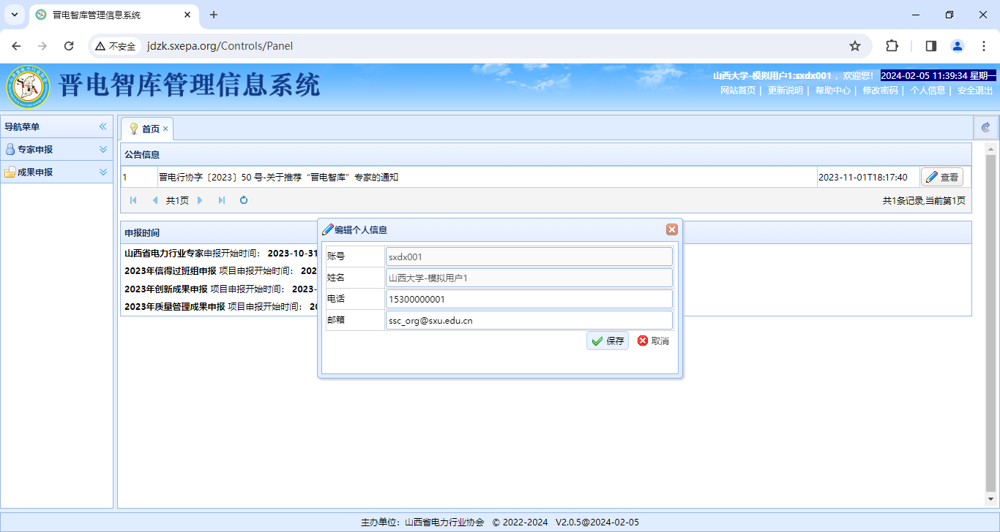 晋电智库管理信息系统
不安全 jdzk.sxepa.org/Controls/Panel
晋电智库管理信息系统
山西大学-模拟用户1:sxdx001 ，欢迎您! 2024-02-05 11:39:34 星期一
网站首页 | 更新说明 | 帮助中心 | 修改密码 | 个人信息 | 安全退出
导航菜单
专家申报
成果申报
首页
公告信息
1 晋电行协字〔2023〕50 号-关于推荐“晋电智库”专家的通知 2023-11-01T18:17:40 查看
共1页 共1条记录,当前第1页
申报时间
山西省电力行业专家申报开始时间： 2023-10-31
2023年信得过班组申报 项目申报开始时间： 202
2023年创新成果申报 项目申报开始时间： 2023-
2023年质量管理成果申报 项目申报开始时间： 20
编辑个人信息
账号 sxdx001
姓名 山西大学-模拟用户1
电话 15300000001
邮箱 ssc_org@sxu.edu.cn
保存 取消
主办单位：山西省电力行业协会 © 2022-2024 V2.0.5@2024-02-05